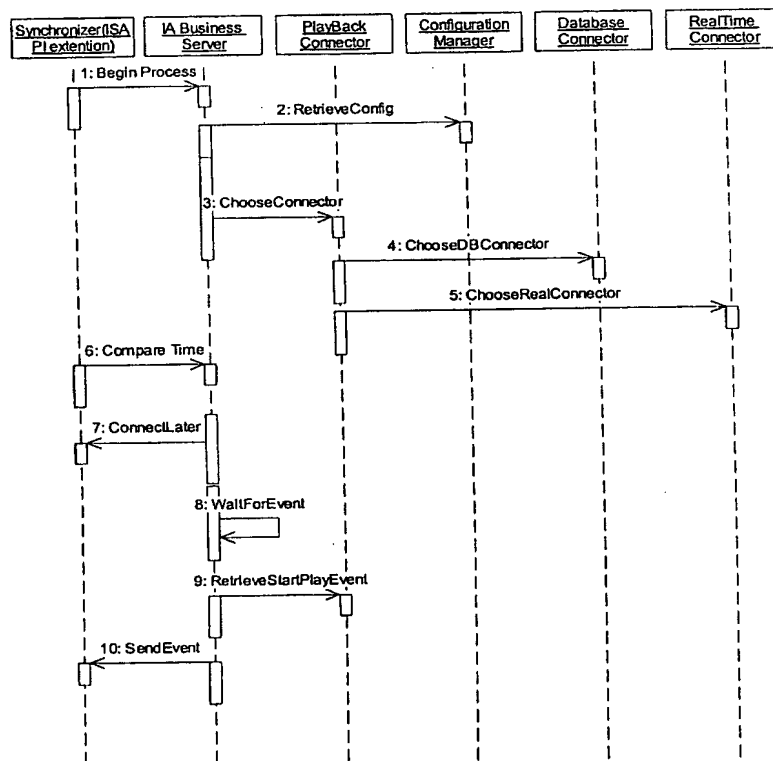 Synchronizer(ISA
PI extention)
IA Business
Server
PlayBack
Connector
Configuration
Manager
Database
Connector
RealTime
Connector
1: Begin Process
2: RetrieveConfig
3: ChooseConnector
4: ChooseDBConnector
5: ChooseRealConnector
6: Compare Time
7: ConnectLater
8: WaitForEvent
9: RetrieveStartPlayEvent
10: SendEvent